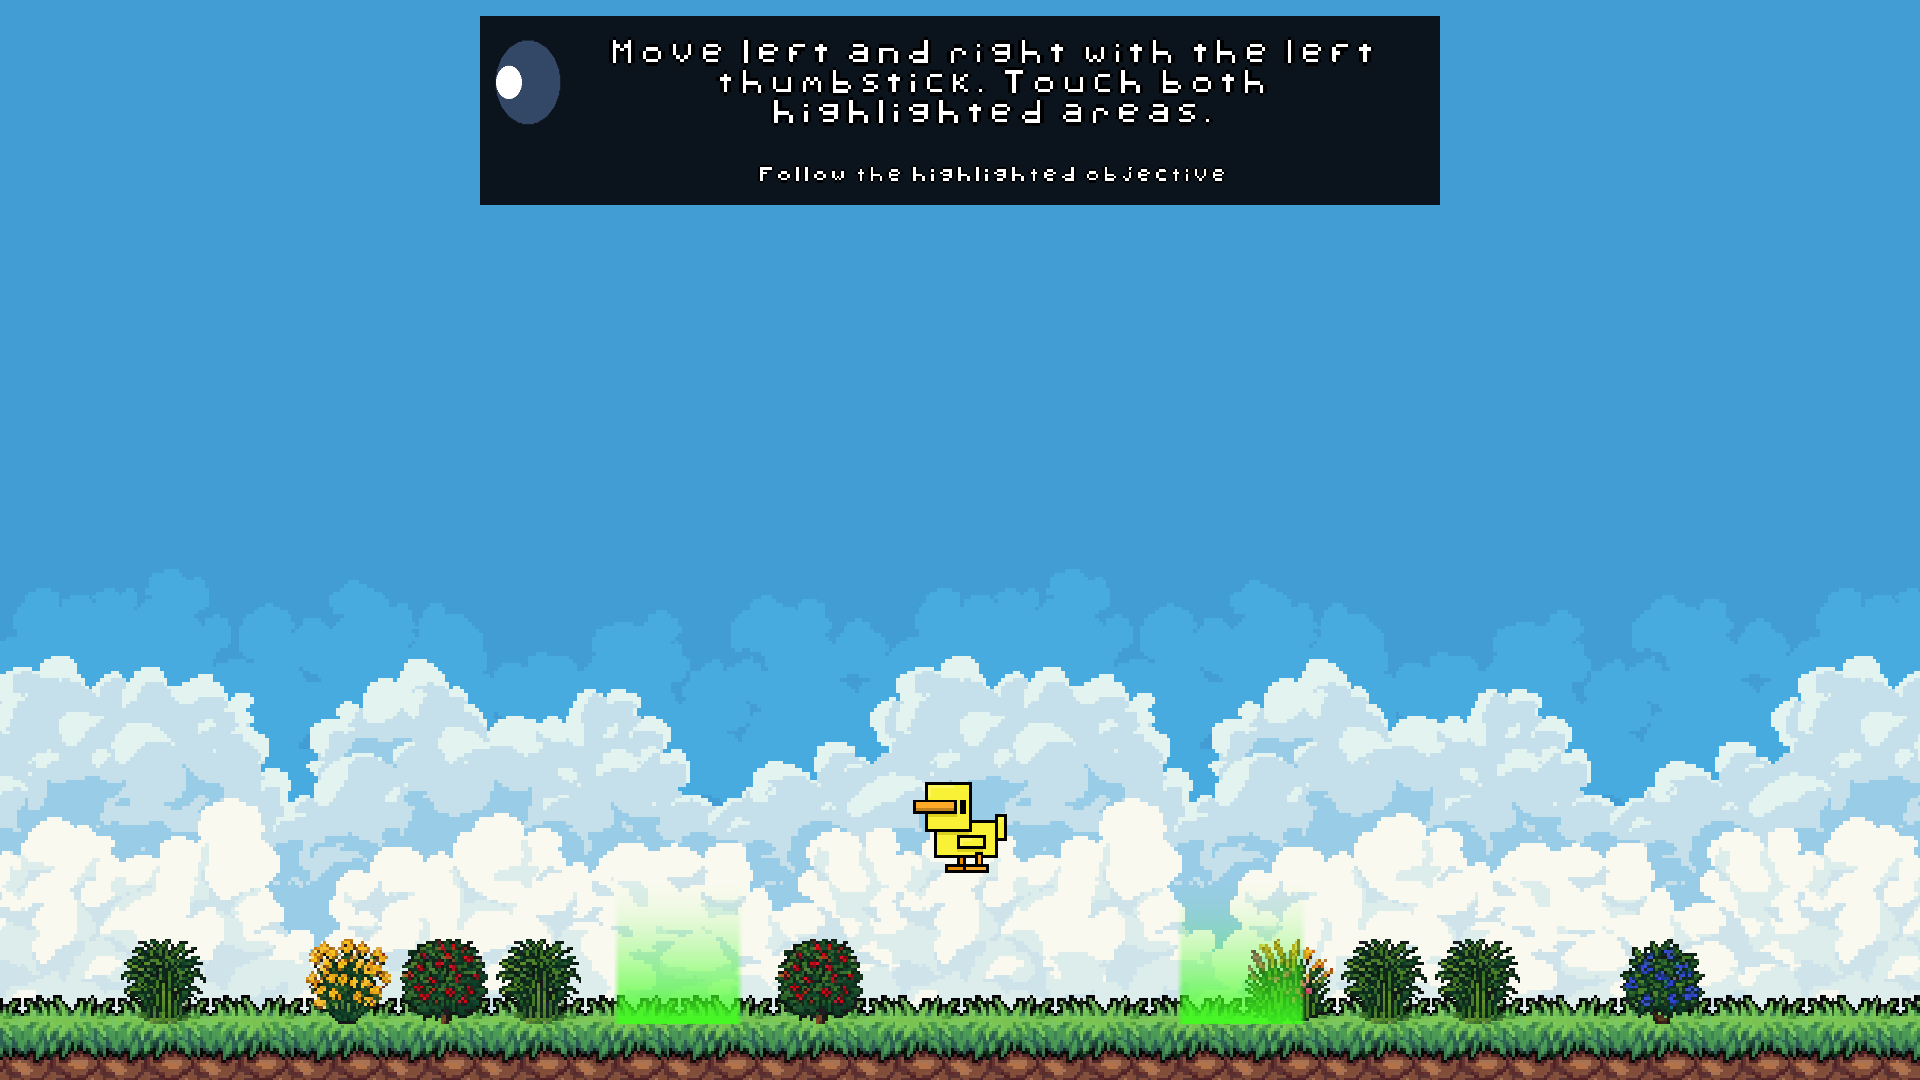 Move left and right with the left
thumbstick. Touch both
highlighted areas.
Follow the highlighted objective